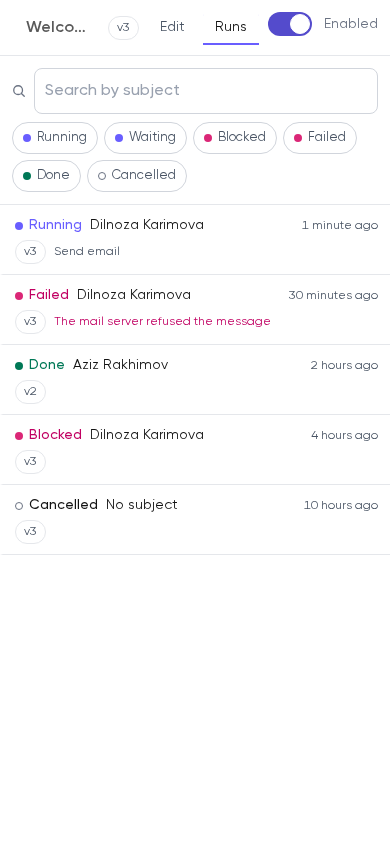 Welco...
v3
Edit
Runs
Enabled
Search by subject
Running
Waiting
Blocked
Failed
Done
Cancelled
Running Dilnoza Karimova 1 minute ago
v3 Send email
Failed Dilnoza Karimova 30 minutes ago
v3 The mail server refused the message
Done Aziz Rakhimov 2 hours ago
v2
Blocked Dilnoza Karimova 4 hours ago
v3
Cancelled No subject 10 hours ago
v3